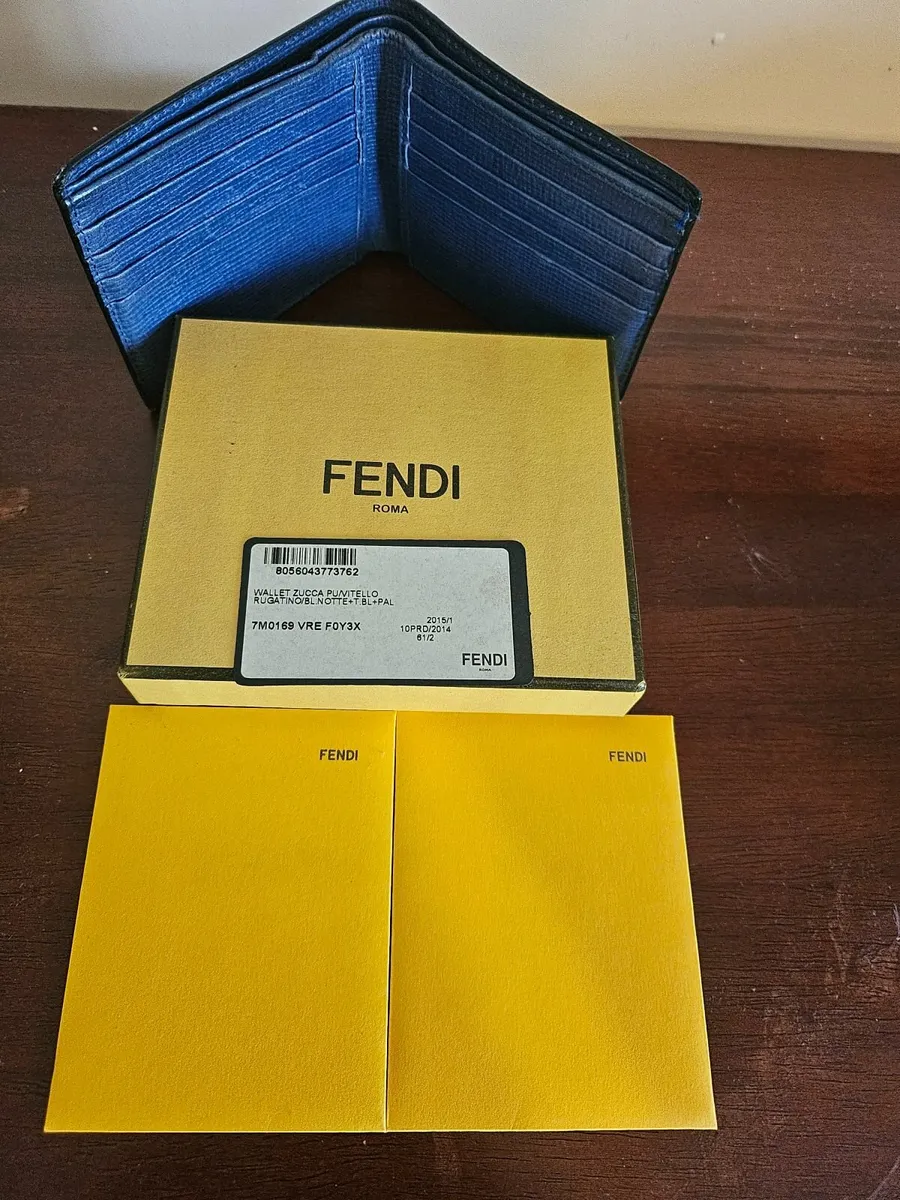 FENDI
ROMA
8056043773762
WALLET ZUCCA PU/VITELLO
RUGATINO/BL.NOTTE+T.BL+PAL
7M0169 VRE F0Y3X
2015/1
10PRD/2014
61/2
FENDI
ROMA
FENDI
FENDI